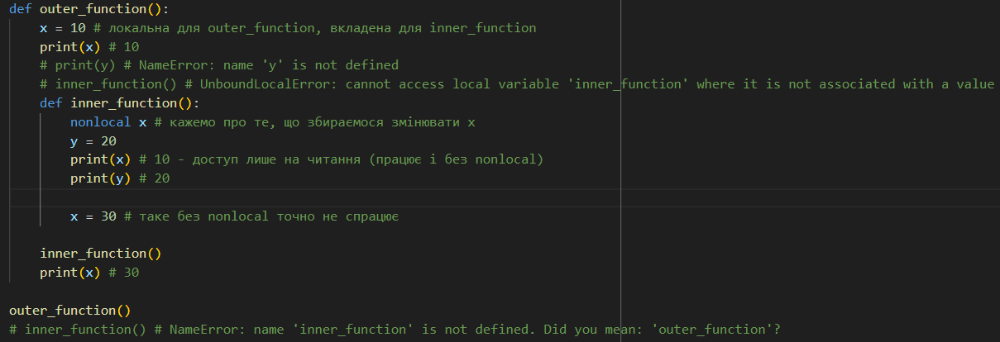 def outer_function():
    x = 10 # локальна для outer_function, вкладена для inner_function
    print(x) # 10
    # print(y) # NameError: name 'y' is not defined
    # inner_function() # UnboundLocalError: cannot access local variable 'inner_function' where it is not associated with a value
    def inner_function():
        nonlocal x # кажемо про те, що збираємося змінювати x
        y = 20
        print(x) # 10 - доступ лише на читання (працює і без nonlocal)
        print(y) # 20
        x = 30 # таке без nonlocal точно не спрацює
    inner_function()
    print(x) # 30
outer_function()
# inner_function() # NameError: name 'inner_function' is not defined. Did you mean: 'outer_function'?